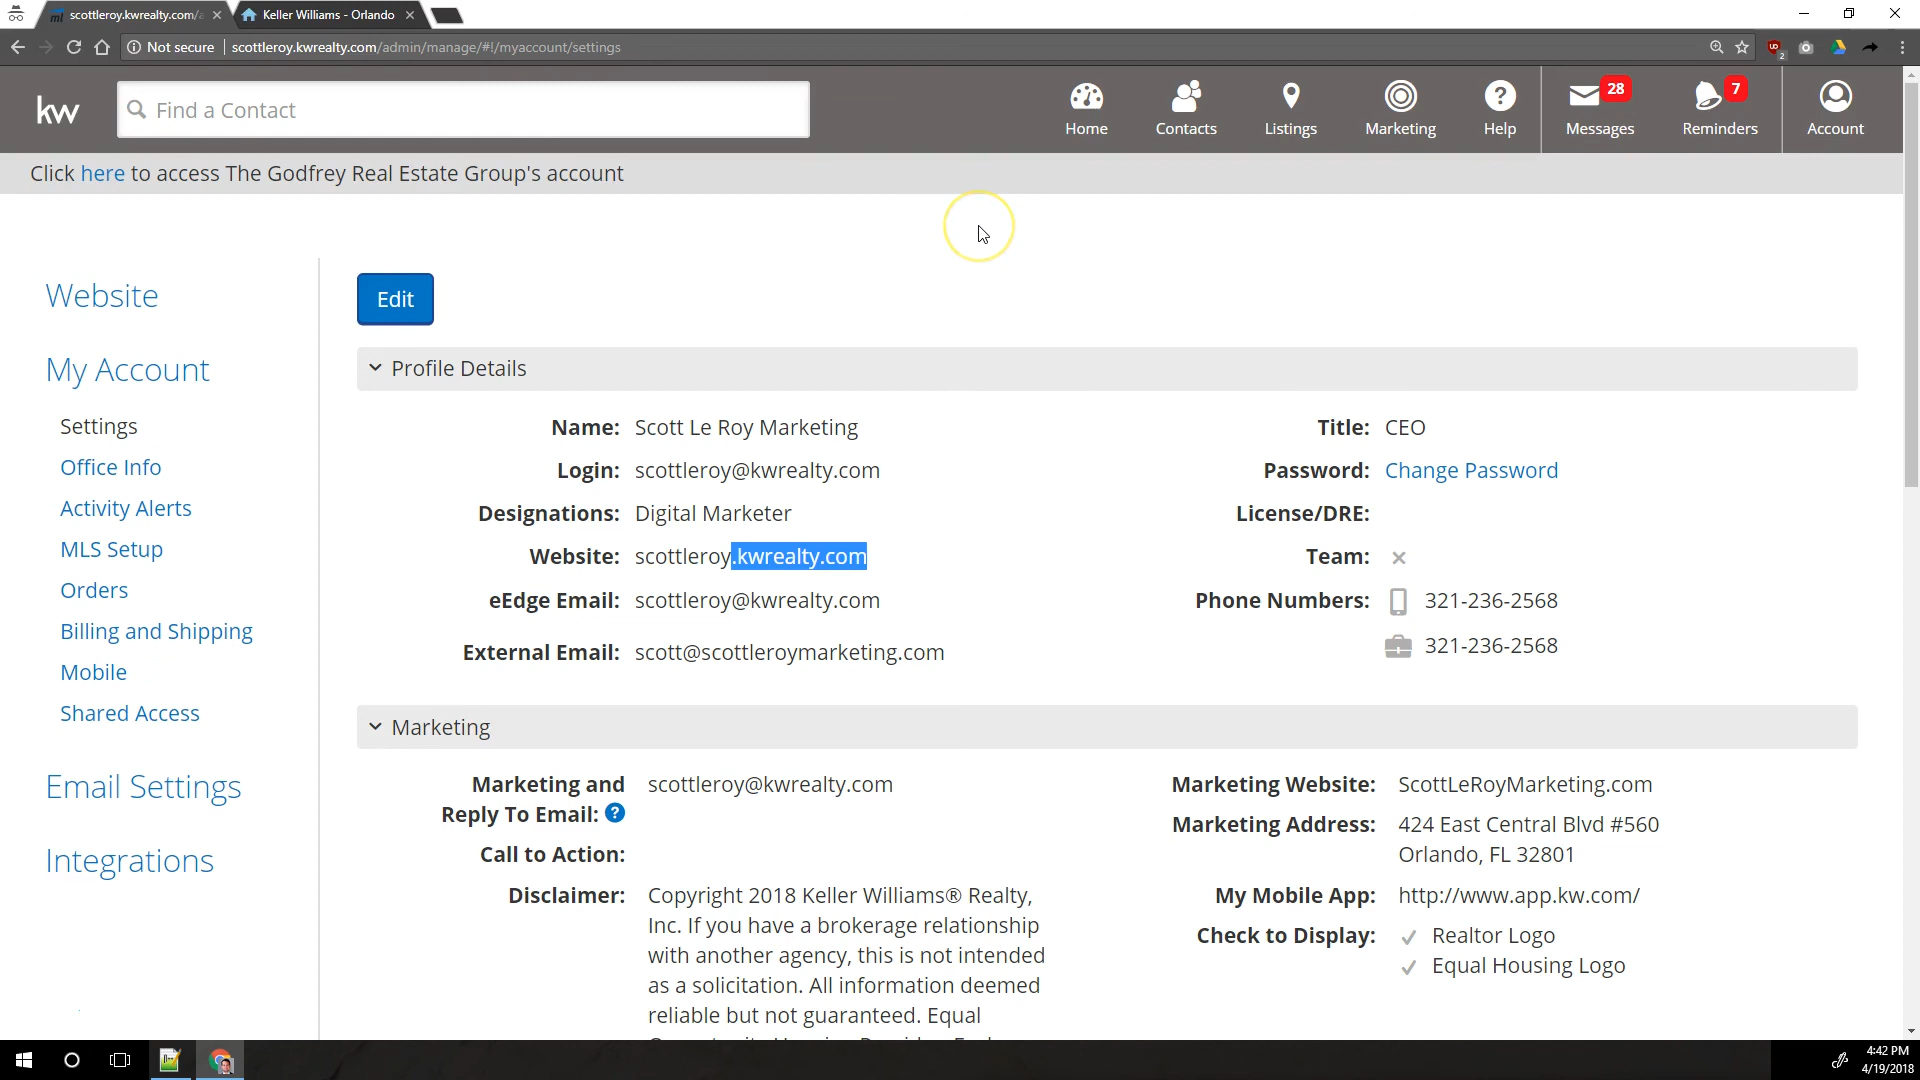 scottleroy.kwrealty.com/a
Keller Williams - Orlando
Not secure
scottleroy.kwrealty.com/admin/manage/#!/myaccount/settings
2
kw
Find a Contact
Home
Contacts
Listings
Marketing
? Help
28
Messages
7
Reminders
Account
Click here to access The Godfrey Real Estate Group's account
Website
My Account
Settings
Office Info
Activity Alerts
MLS Setup
Orders
Billing and Shipping
Mobile
Shared Access
Email Settings
Integrations
Edit
Profile Details
Name: Scott Le Roy Marketing
Login: scottleroy@kwrealty.com
Designations: Digital Marketer
Website: scottleroy.kwrealty.com
eEdge Email: scottleroy@kwrealty.com
External Email: scott@scottleroymarketing.com
Title: CEO
Password: Change Password
License/DRE:
Team:
Phone Numbers: 321-236-2568
321-236-2568
Marketing
Marketing and scottleroy@kwrealty.com
Reply To Email: ?
Call to Action:
Disclaimer: Copyright 2018 Keller Williams® Realty,
Inc. If you have a brokerage relationship
with another agency, this is not intended
as a solicitation. All information deemed
reliable but not guaranteed. Equal
Marketing Website: ScottLeRoyMarketing.com
Marketing Address: 424 East Central Blvd #560
Orlando, FL 32801
My Mobile App: http://www.app.kw.com/
Check to Display: ✓ Realtor Logo
✓ Equal Housing Logo
4:42 PM
4/19/2018